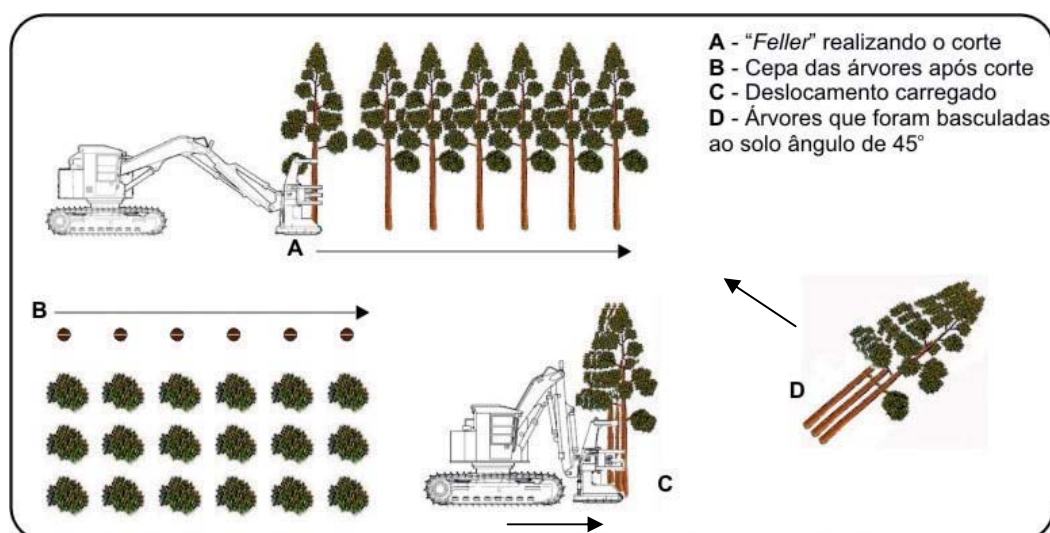 A - “Feller” realizando o corte
B - Cepa das árvores após corte
C - Deslocamento carregado
D - Árvores que foram basculadas
ao solo ângulo de 45°
A
B
D
C